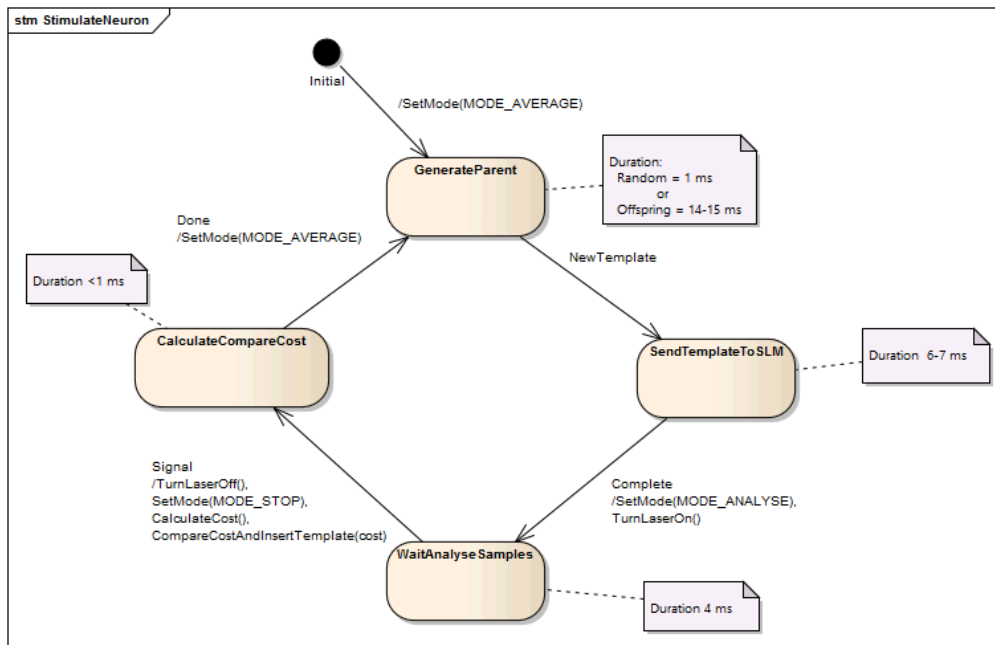 stm StimulateNeuron
Initial
/SetMode(MODE_AVERAGE)
GenerateParent
Duration:
Random = 1 ms
or
Offspring = 14-15 ms
Done
/SetMode(MODE_AVERAGE)
NewTemplate
Duration <1 ms
CalculateCompareCost
SendTemplateToSLM
Duration 6-7 ms
Signal
/TurnLaserOff(),
SetMode(MODE_STOP),
CalculateCost(),
CompareCostAndInsertTemplate(cost)
Complete
/SetMode(MODE_ANALYSE),
TurnLaserOn()
WaitAnalyseSamples
Duration 4 ms